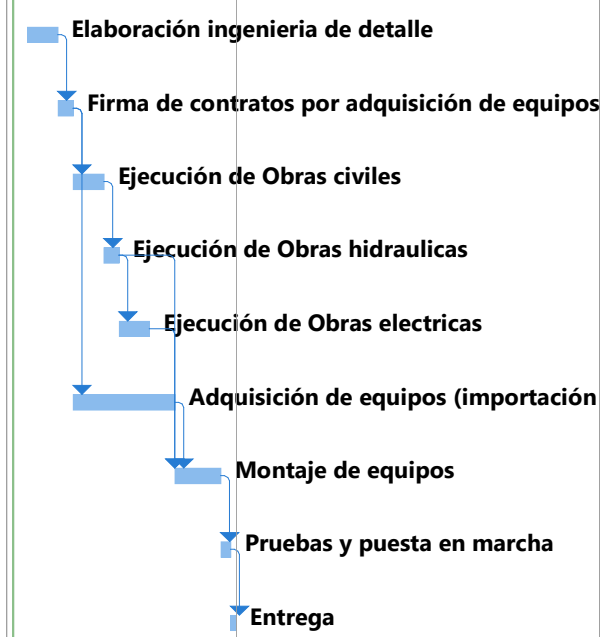 Elaboración ingenieria de detalle
Firma de contratos por adquisición de equipos
Ejecución de Obras civiles
Ejecución de Obras hidraulicas
Ejecución de Obras electricas
Adquisición de equipos (importación
Montaje de equipos
Pruebas y puesta en marcha
Entrega